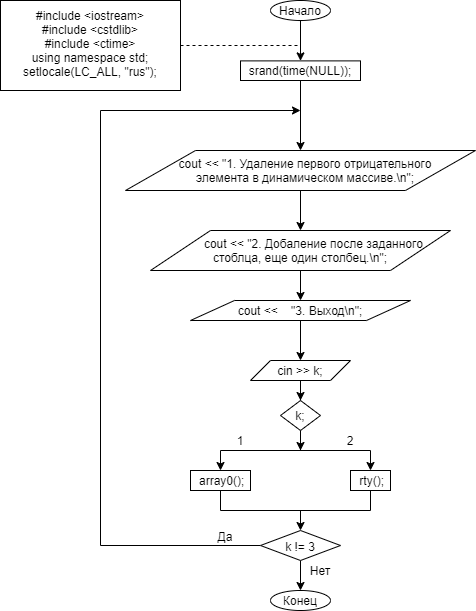 Начало
#include <iostream>
#include <cstdlib>
#include <ctime>
using namespace std;
setlocale(LC_ALL, "rus");
srand(time(NULL));
cout << "1. Удаление первого отрицательного
элемента в динамическом массиве.\n";
cout << "2. Добаление после заданного
стоблца, еще один столбец.\n";
cout << "3. Выход\n";
cin >> k;
k;
1
2
array0();
rty();
Да
k != 3
Нет
Конец